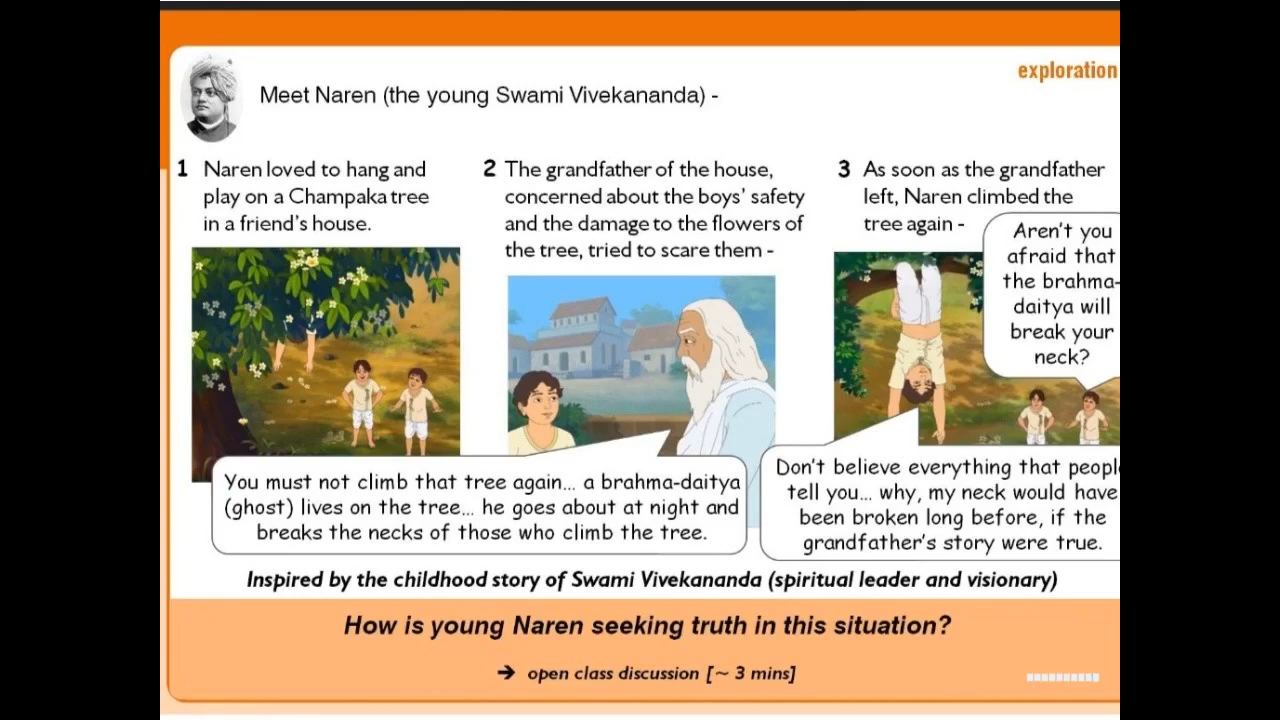 exploration
Meet Naren (the young Swami Vivekananda) -
1 Naren loved to hang and
play on a Champaka tree
in a friend's house.
2 The grandfather of the house,
concerned about the boys' safety
and the damage to the flowers of
the tree, tried to scare them -
3 As soon as the grandfather
left, Naren climbed the
tree again -
Aren't you
afraid that
the brahma-
daitya will
break your
neck?
You must not climb that tree again... a brahma-daitya
(ghost) lives on the tree... he goes about at night and
breaks the necks of those who climb the tree.
Don't believe everything that peopl
tell you... why, my neck would have
been broken long before, if the
grandfather's story were true.
Inspired by the childhood story of Swami Vivekananda (spiritual leader and visionary)
How is young Naren seeking truth in this situation?
→ open class discussion [~ 3 mins]